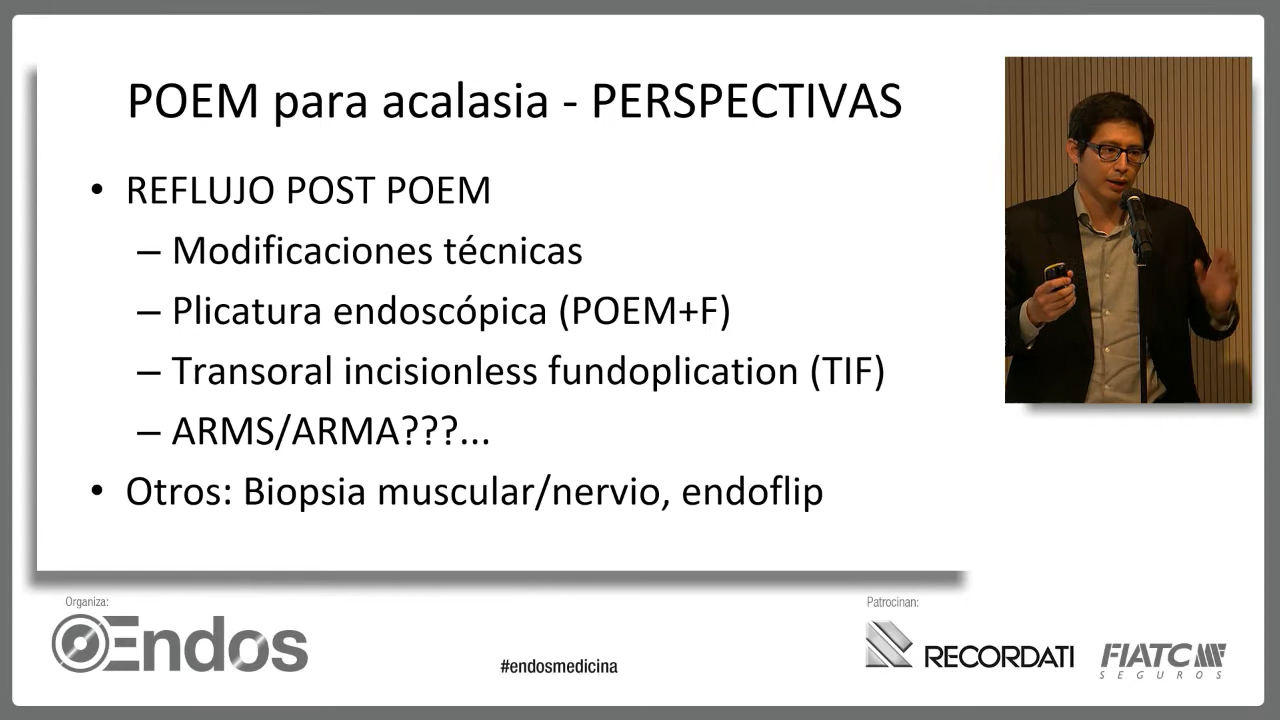 POEM para acalasia - PERSPECTIVAS
• REFLUJO POST POEM
– Modificaciones técnicas
– Plicatura endoscópica (POEM+F)
– Transoral incisionless fundoplication (TIF)
– ARMS/ARMA???...
• Otros: Biopsia muscular/nervio, endoflip
Organiza:
Endos
#endosmedicina
Patrocinan:
RECORDATI
FIATC
SEGUROS